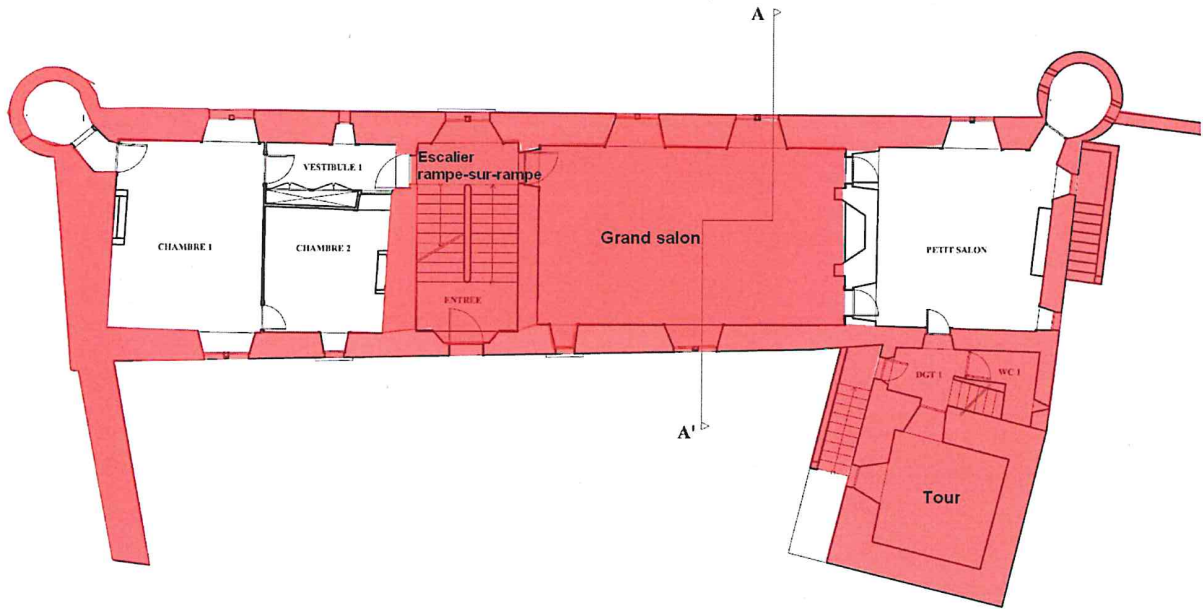 A
Escalier
rampe-sur-rampe
VESTIBULE 1
CHAMBRE 1
CHAMBRE 2
Grand salon
PETIT SALON
ENTREE
DGT 1
WC 1
A'
Tour